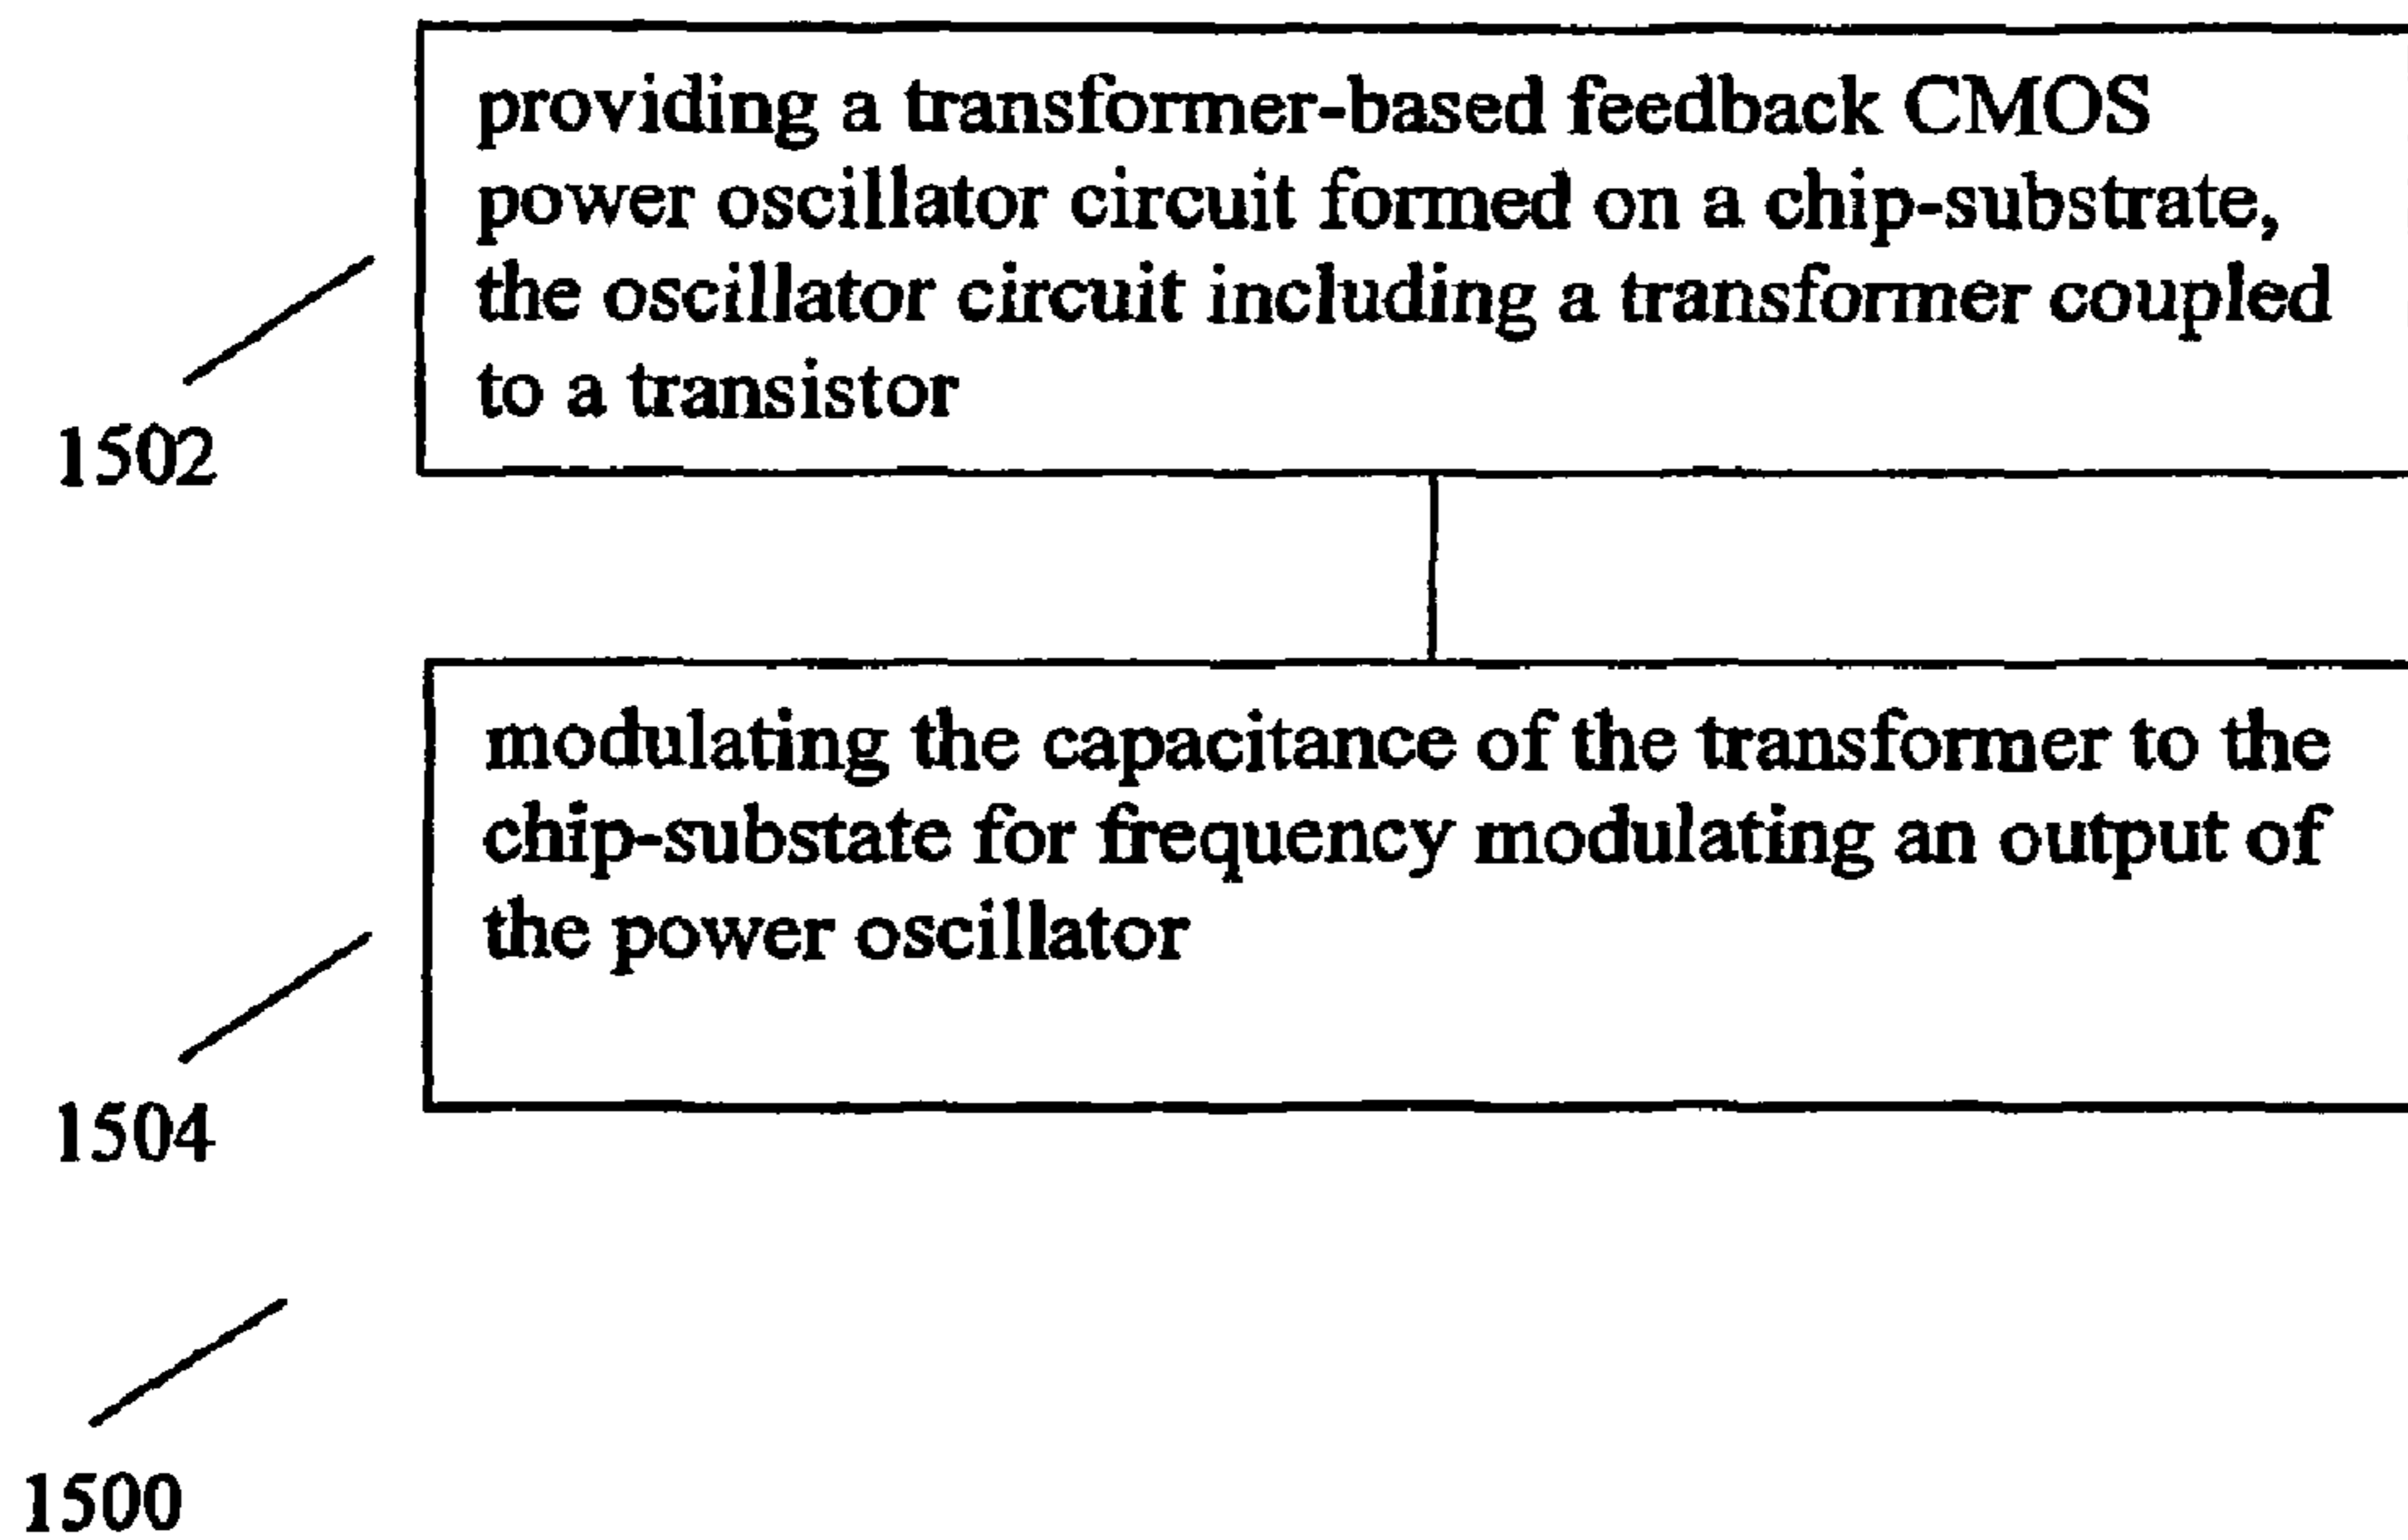 providing a transformer-based feedback CMOS
power oscillator circuit formed on a chip-substrate,
the oscillator circuit including a transformer coupled
to a transistor
1502
modulating the capacitance of the transformer to the
chip-substate for frequency modulating an output of
the power oscillator
1504
1500